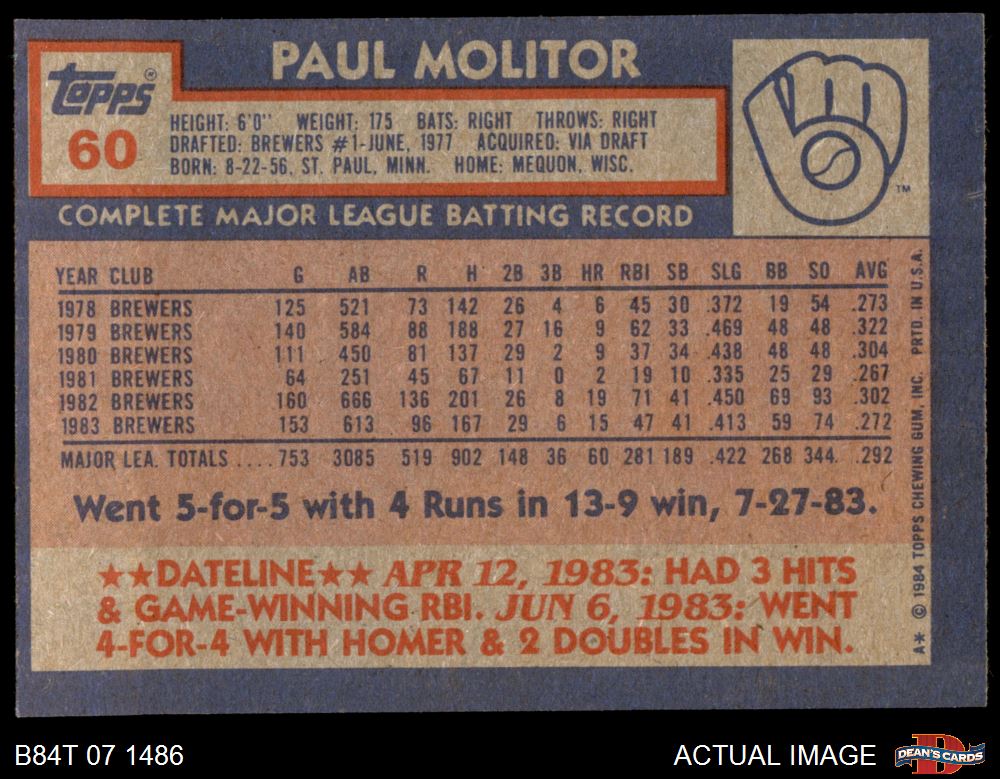 PAUL MOLITOR
Topps®
60
HEIGHT: 6'0" WEIGHT: 175 BATS: RIGHT THROWS: RIGHT
DRAFTED: BREWERS #1-JUNE, 1977 ACQUIRED: VIA DRAFT
BORN: 8-22-56, ST. PAUL, MINN. HOME: MEQUON, WISC.
TM
COMPLETE MAJOR LEAGUE BATTING RECORD
YEAR CLUB G AB R H 2B 3B HR RBI SB SLG BB SO AVG
1978 BREWERS 125 521 73 142 26 4 6 45 30 .372 19 54 .273
1979 BREWERS 140 584 88 188 27 16 9 62 33 .469 48 48 .322
1980 BREWERS 111 450 81 137 29 2 9 37 34 .438 48 48 .304
1981 BREWERS 64 251 45 67 11 0 2 19 10 .335 25 29 .267
1982 BREWERS 160 666 136 201 26 8 19 71 41 .450 69 93 .302
1983 BREWERS 153 613 96 167 29 6 15 47 41 .413 59 74 .272
MAJOR LEA. TOTALS ....753 3085 519 902 148 36 60 281 189 .422 268 344 .292
Went 5-for-5 with 4 Runs in 13-9 win, 7-27-83.
★★DATELINE★★ APR 12, 1983: HAD 3 HITS
& GAME-WINNING RBI. JUN 6, 1983: WENT
4-FOR-4 WITH HOMER & 2 DOUBLES IN WIN.
A* © 1984 TOPPS CHEWING GUM, INC. PRTD. IN U.S.A.
B84T 07 1486
ACTUAL IMAGE
DEAN'S CARDS